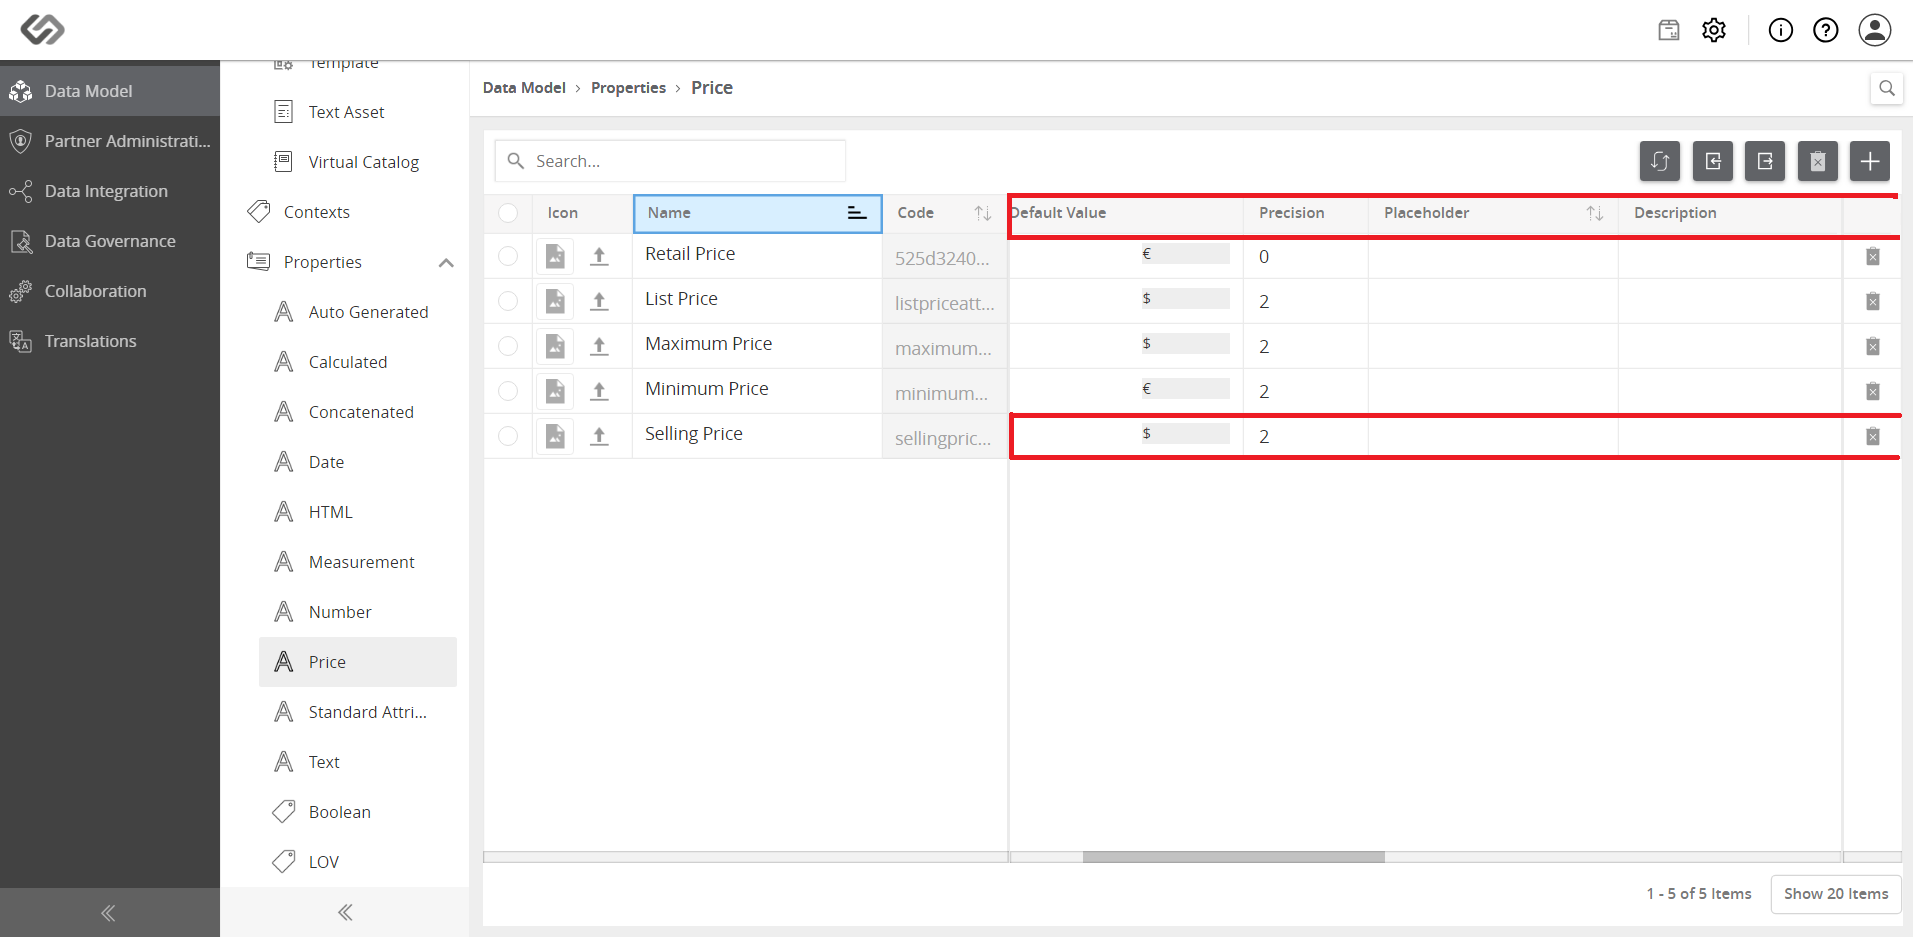 Data Model
Partner Administrati...
Data Integration
Data Governance
Collaboration
Translations
Template
Text Asset
Virtual Catalog
Contexts
Properties
Auto Generated
Calculated
Concatenated
Date
HTML
Measurement
Number
Price
Standard Attri...
Text
Boolean
LOV
Data Model > Properties > Price
Search...
Icon Name Code Default Value Precision Placeholder Description
Retail Price 525d3240... € 0
List Price listpriceatt... $ 2
Maximum Price maximum... $ 2
Minimum Price minimum... € 2
Selling Price sellingpric... $ 2
1 - 5 of 5 Items Show 20 Items